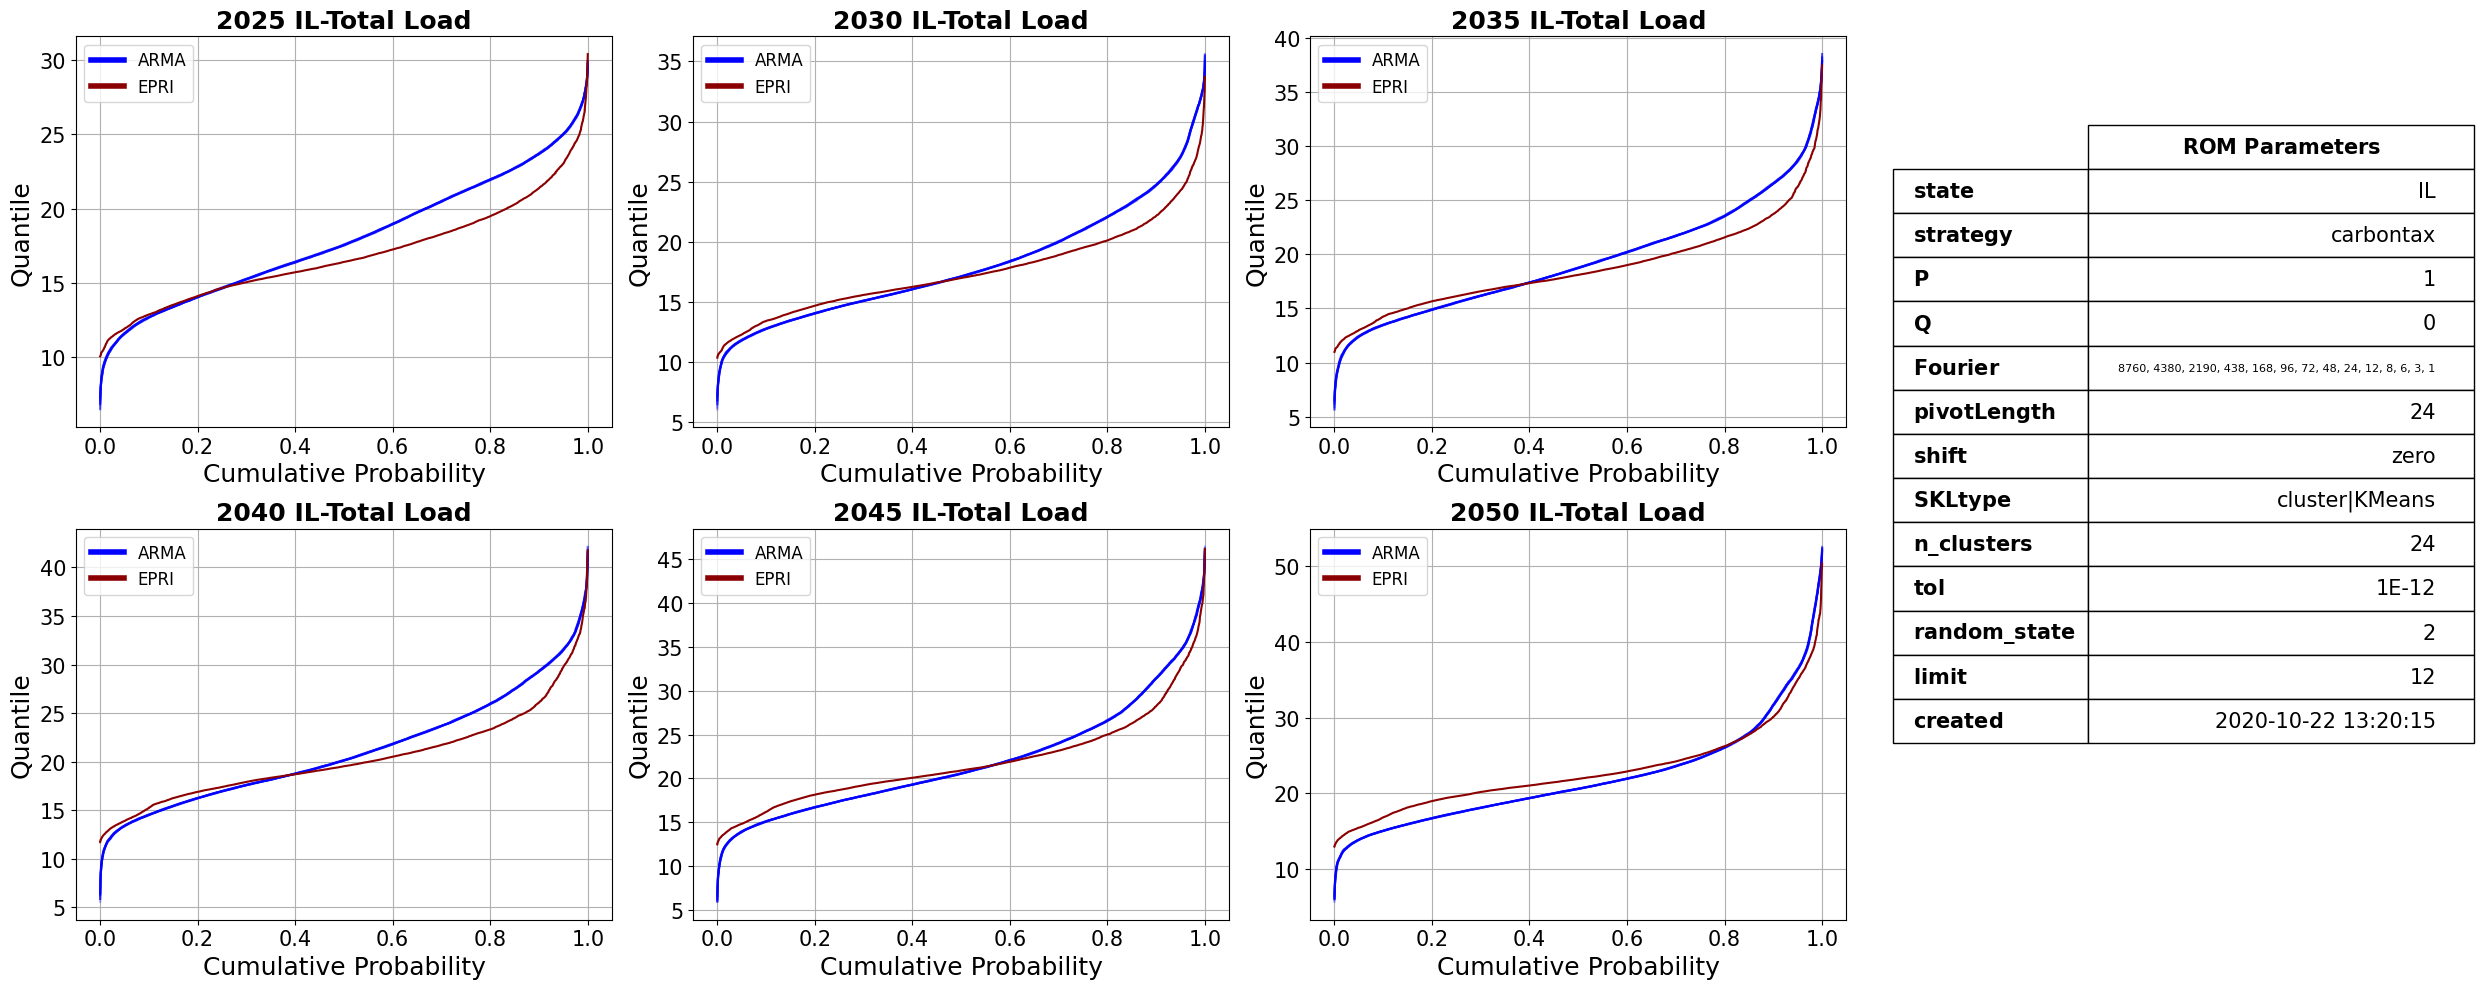 2025 IL-Total Load
ARMA
EPRI
Quantile
30
25
20
15
10
0.0 0.2 0.4 0.6 0.8 1.0
Cumulative Probability
2030 IL-Total Load
ARMA
EPRI
Quantile
35
30
25
20
15
10
5
0.0 0.2 0.4 0.6 0.8 1.0
Cumulative Probability
2035 IL-Total Load
ARMA
EPRI
Quantile
40
35
30
25
20
15
10
5
0.0 0.2 0.4 0.6 0.8 1.0
Cumulative Probability
2040 IL-Total Load
ARMA
EPRI
Quantile
40
35
30
25
20
15
10
5
0.0 0.2 0.4 0.6 0.8 1.0
Cumulative Probability
2045 IL-Total Load
ARMA
EPRI
Quantile
45
40
35
30
25
20
15
10
5
0.0 0.2 0.4 0.6 0.8 1.0
Cumulative Probability
2050 IL-Total Load
ARMA
EPRI
Quantile
50
40
30
20
10
0.0 0.2 0.4 0.6 0.8 1.0
Cumulative Probability
ROM Parameters
state IL
strategy carbontax
P 1
Q 0
Fourier 8760, 4380, 2190, 438, 168, 96, 72, 48, 24, 12, 8, 6, 3, 1
pivotLength 24
shift zero
SKLtype cluster|KMeans
n_clusters 24
tol 1E-12
random_state 2
limit 12
created 2020-10-22 13:20:15